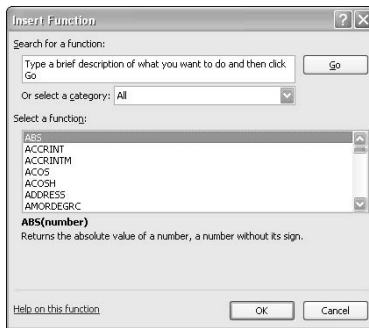 Insert Function
Search for a function:
Type a brief description of what you want to do and then click
Go
Go
Or select a category: All
Select a function:
ABS
ACCRINT
ACCRINTM
ACOS
ACOSH
ADDRESS
AMORDEGRC
ABS(number)
Returns the absolute value of a number, a number without its sign.
Help on this function
OK
Cancel